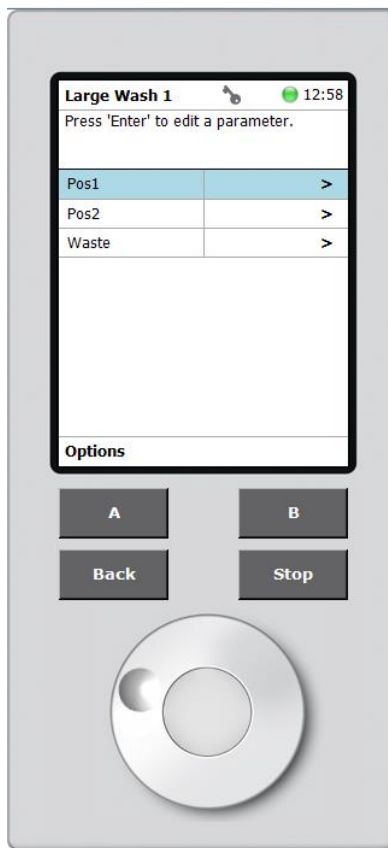 Large Wash 1 12:58
Press 'Enter' to edit a parameter.
Pos1 >
Pos2 >
Waste >
Options
A B
Back Stop